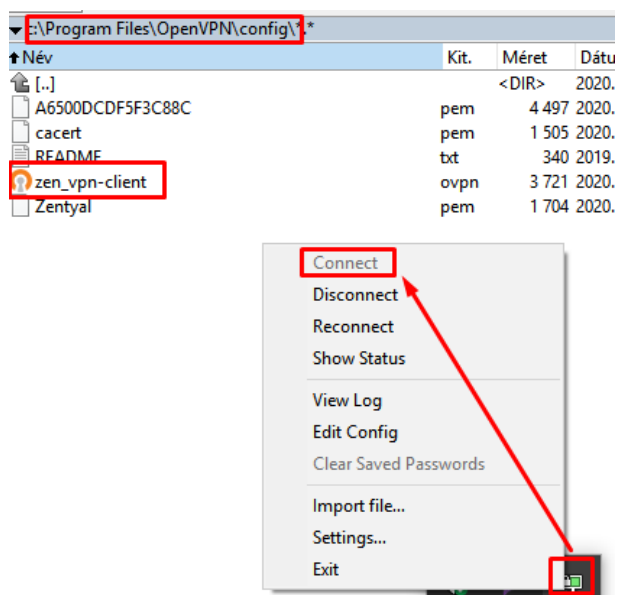 c:\Program Files\OpenVPN\config\*.*
Név Kit. Méret Dátu
[..] <DIR> 2020.
A6500DCDF5F3C88C pem 4 497 2020.
cacert pem 1 505 2020.
README txt 340 2019.
zen_vpn-client ovpn 3 721 2020.
Zentyal pem 1 704 2020.
Connect
Disconnect
Reconnect
Show Status
View Log
Edit Config
Clear Saved Passwords
Import file...
Settings...
Exit